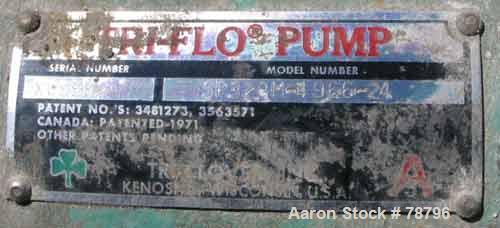 TRI-FLO® PUMP
SERIAL NUMBER MODEL NUMBER
PATENT NO.'S: 3481273, 3563571
CANADA: PATENTED-1971
OTHER PATENTS PENDING
KENOSHA, WISCONSIN, U.S.A.
A
Aaron Stock # 78796